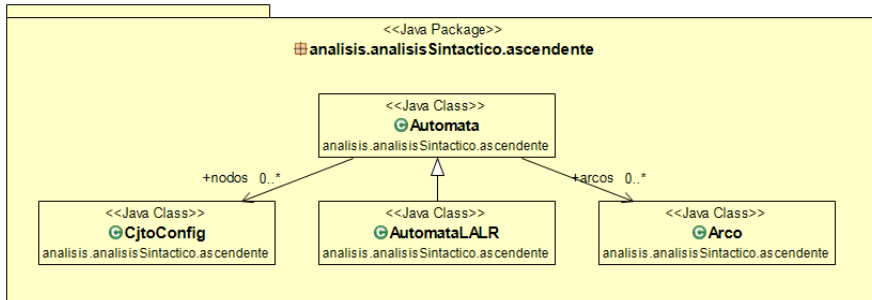 <<Java Package>>
analisis.analisisSintactico.ascendente
<<Java Class>>
Automata
analisis.analisisSintactico.ascendente
+nodos 0..*
+arcos 0..*
<<Java Class>>
CjtoConfig
analisis.analisisSintactico.ascendente
<<Java Class>>
AutomataLALR
analisis.analisisSintactico.ascendente
<<Java Class>>
Arco
analisis.analisisSintactico.ascendente